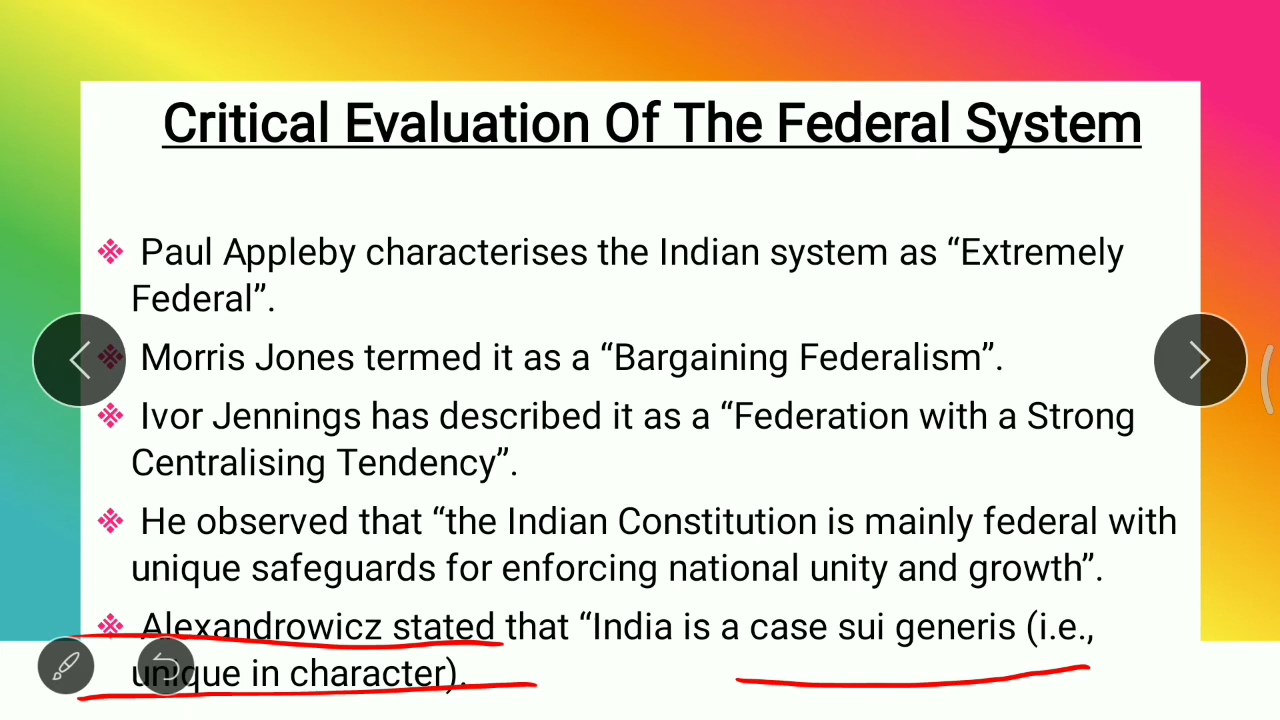 Critical Evaluation Of The Federal System
Paul Appleby characterises the Indian system as “Extremely
Federal”.
Morris Jones termed it as a “Bargaining Federalism”.
Ivor Jennings has described it as a “Federation with a Strong
Centralising Tendency”.
He observed that “the Indian Constitution is mainly federal with
unique safeguards for enforcing national unity and growth”.
Alexandrowicz stated that “India is a case sui generis (i.e.,
unique in character).